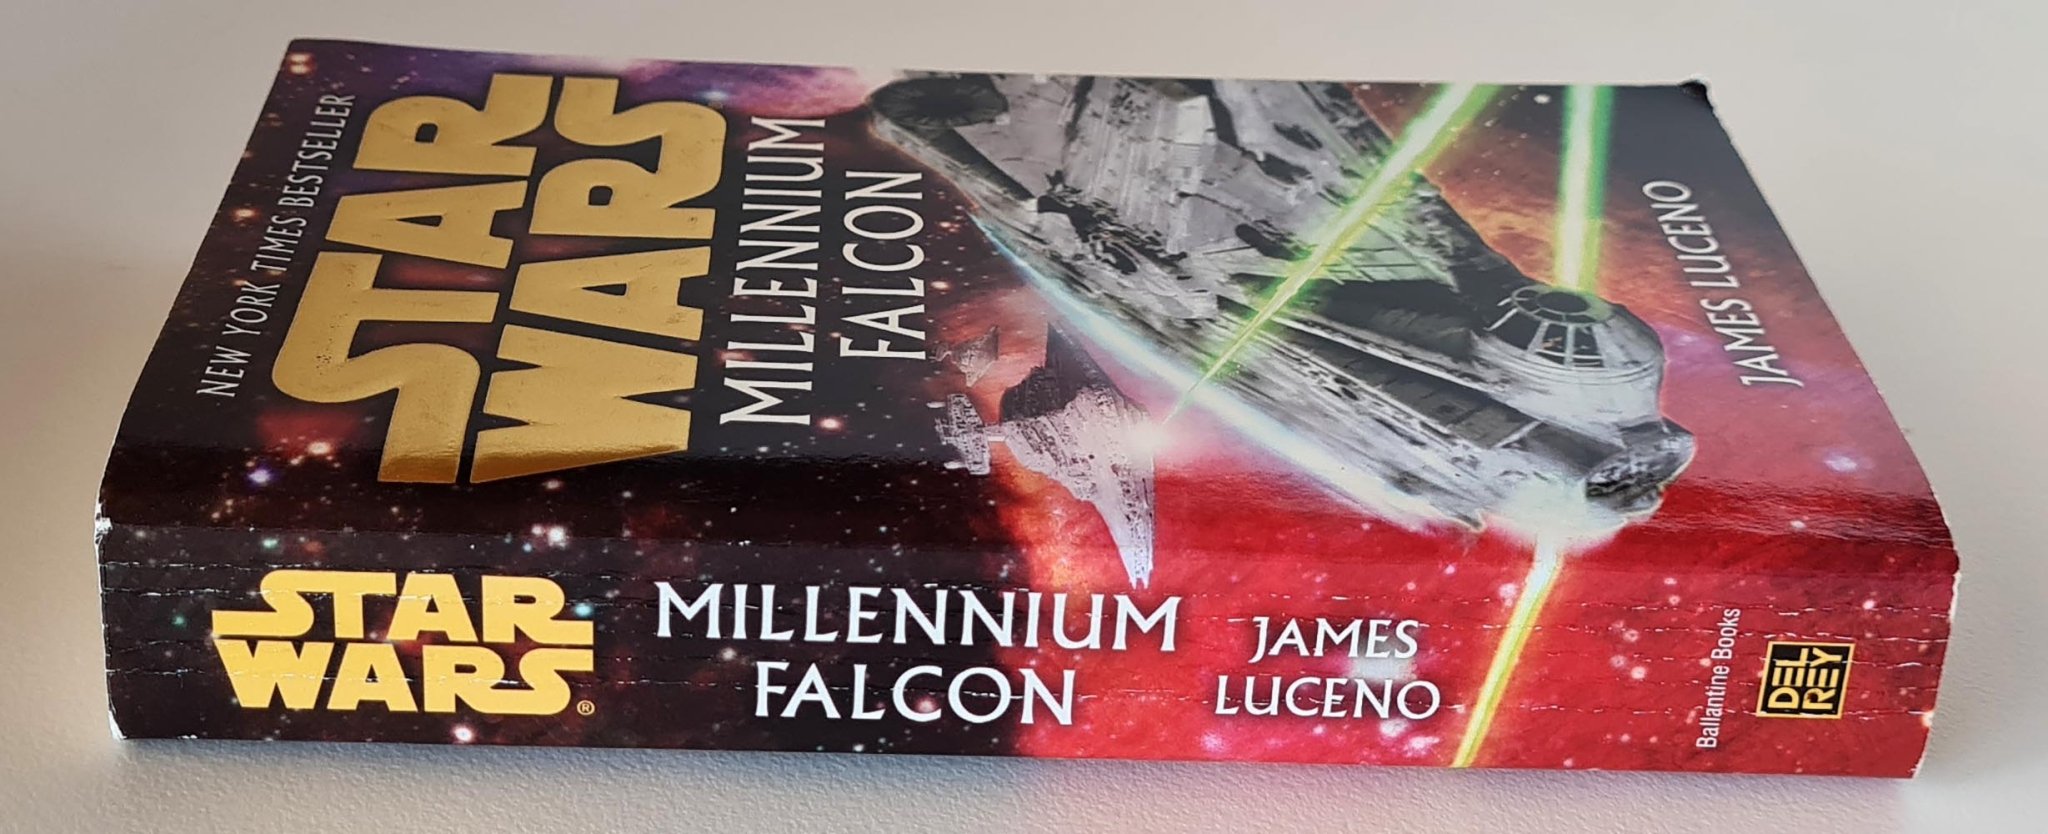 NEW YORK TIMES BESTSELLER
STAR
WARS
MILLENNIUM
FALCON
JAMES LUCENO
STAR
WARS®
MILLENNIUM
FALCON
JAMES
LUCENO
Ballantine Books
DEL
REY